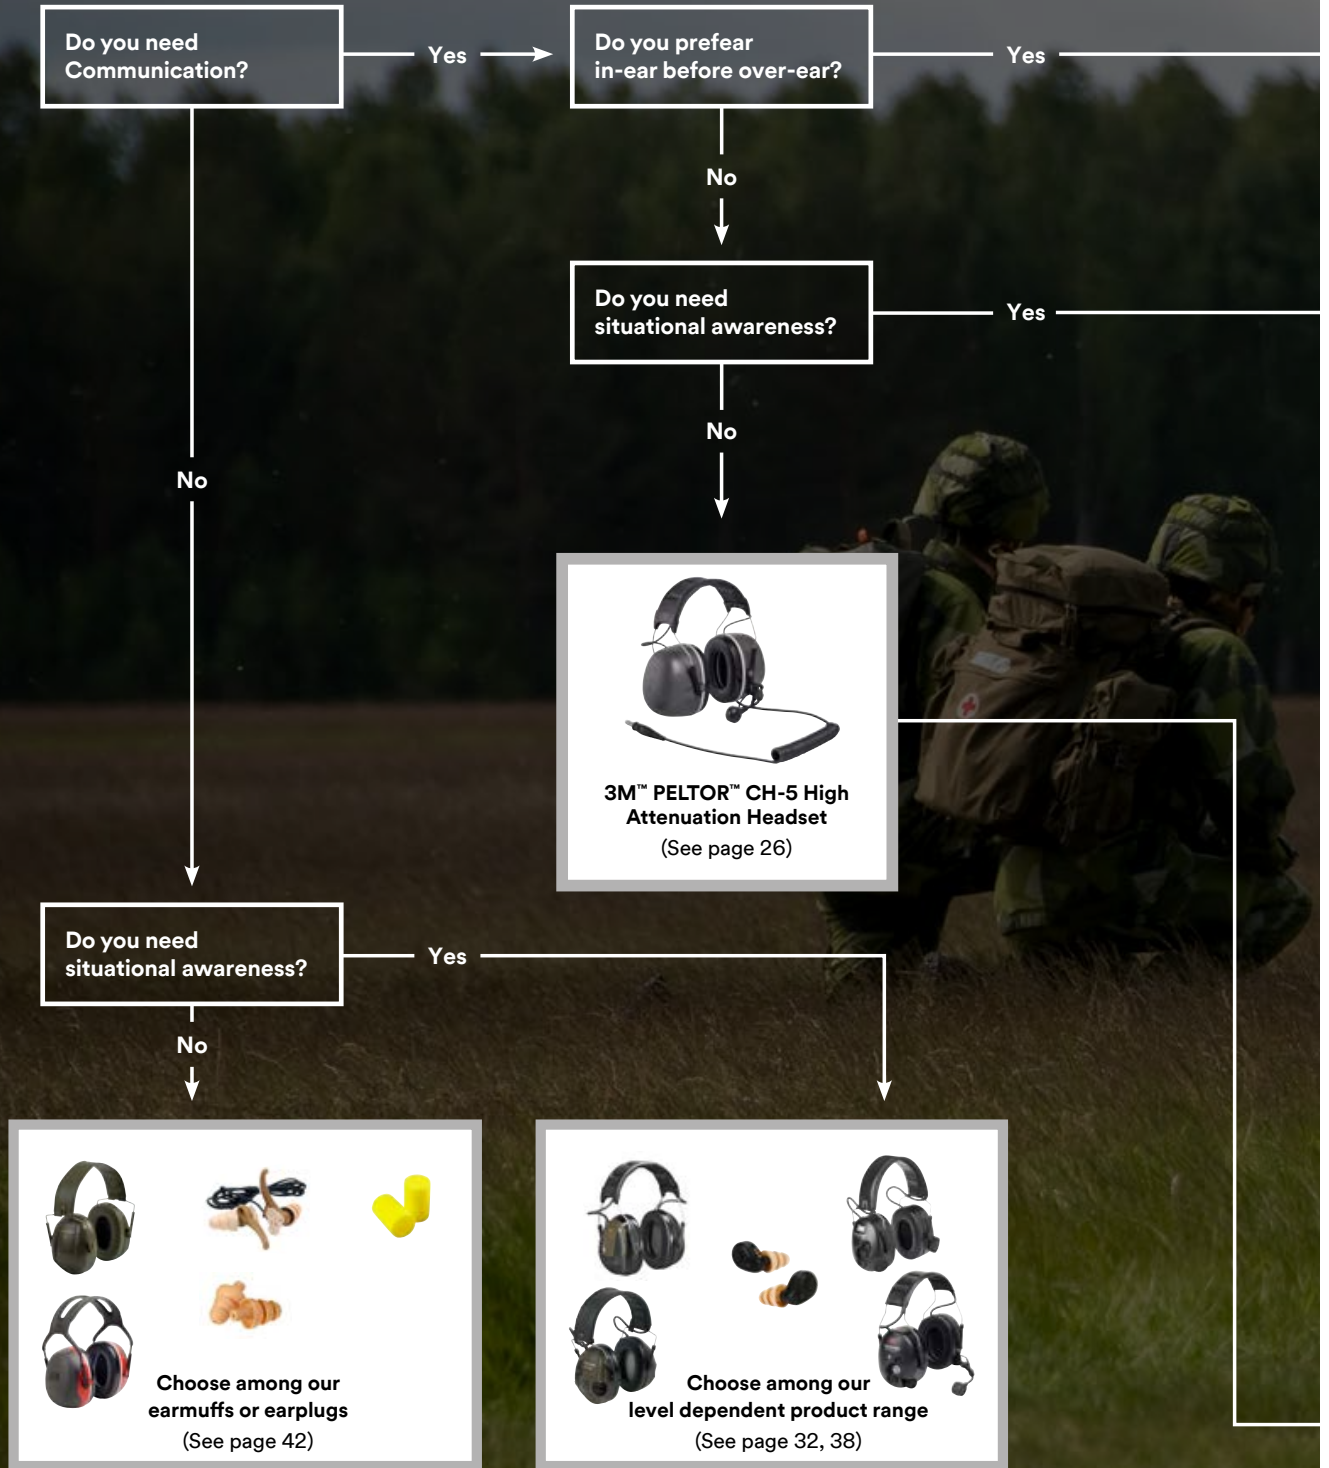 Do you need
Communication?
Yes
Do you prefear
in-ear before over-ear?
Yes
No
Do you need
situational awareness?
Yes
No
No
3M™ PELTOR™ CH-5 High
Attenuation Headset
(See page 26)
Do you need
situational awareness?
Yes
No
Choose among our
earmuffs or earplugs
(See page 42)
Choose among our
level dependent product range
(See page 32, 38)